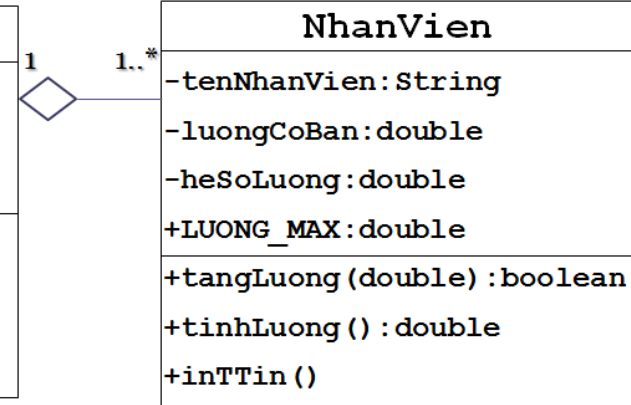 NhanVien
1 1..*
-tenNhanVien:String
-luongCoBan:double
-heSoLuong:double
+LUONG_MAX:double
+tangLuong(double):boolean
+tinhLuong():double
+inTTin()